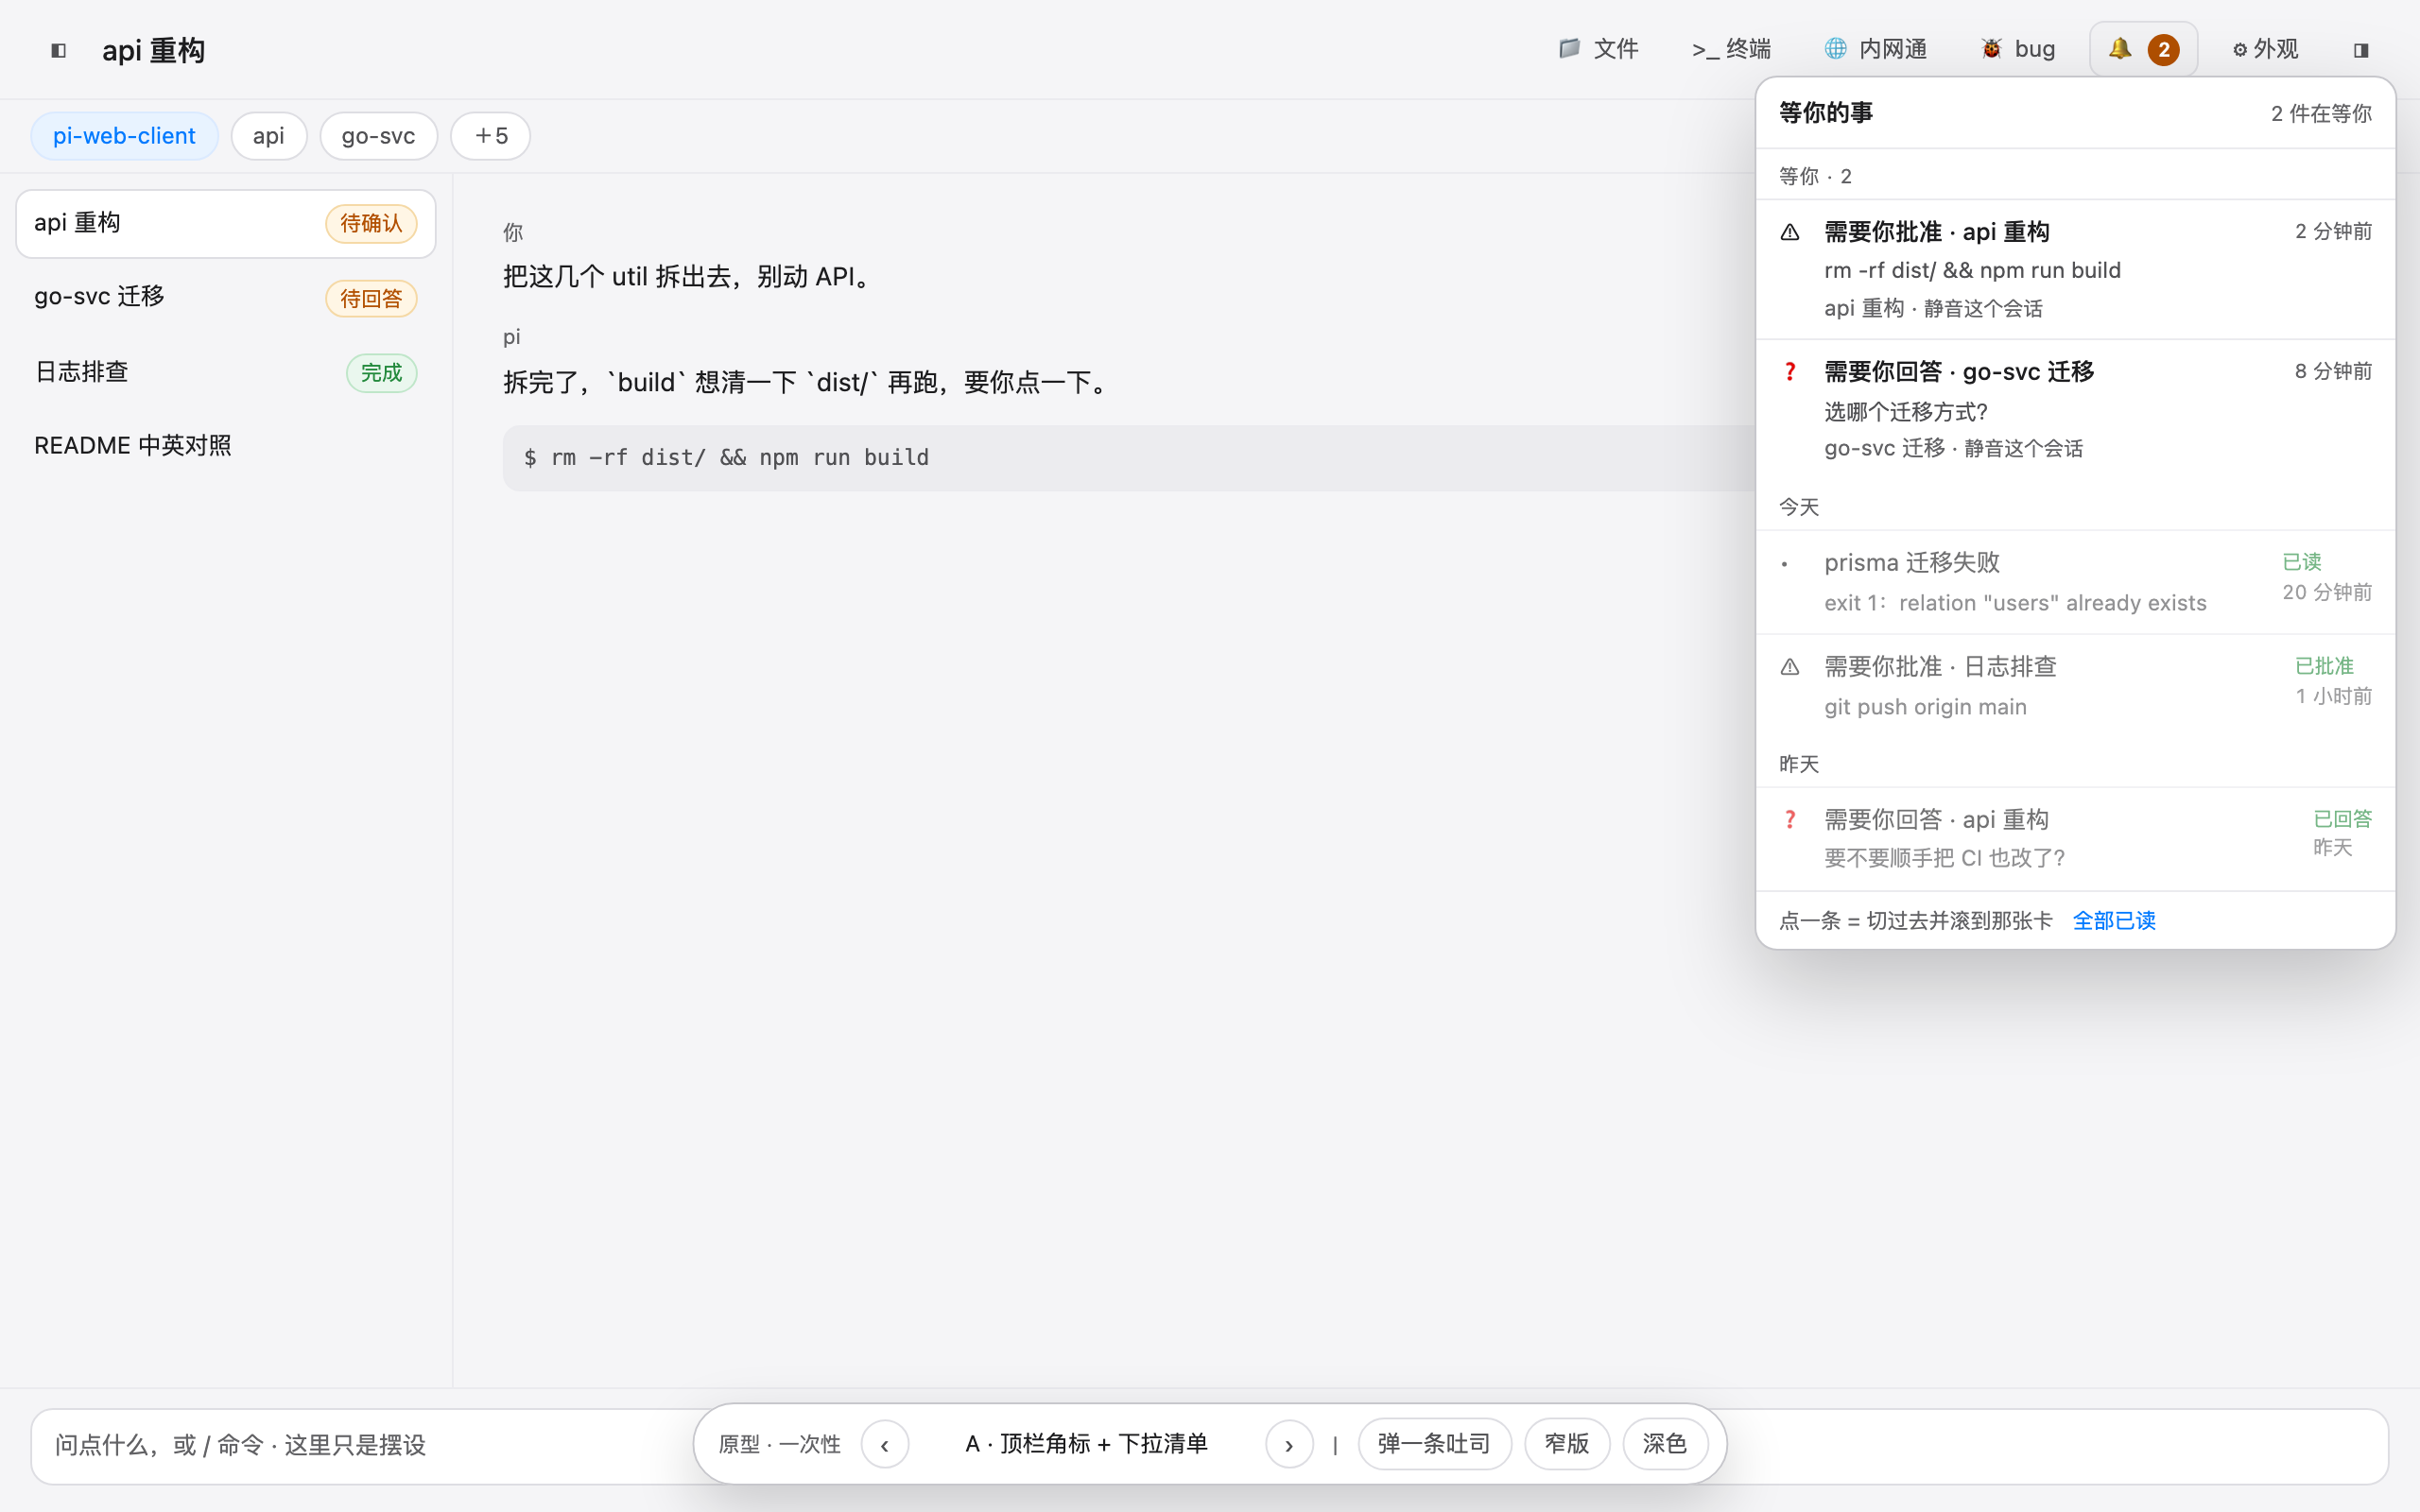 api 重构
文件
>_ 终端
内网通
bug
2
外观
pi-web-client
api
go-svc
+5
api 重构 待确认
go-svc 迁移 待回答
日志排查 完成
README 中英对照
你
把这几个 util 拆出去，别动 API。
pi
拆完了，`build` 想清一下 `dist/` 再跑，要你点一下。
$ rm -rf dist/ && npm run build
等你的事 2 件在等你
等你 · 2
需要你批准 · api 重构 2 分钟前
rm -rf dist/ && npm run build
api 重构 · 静音这个会话
需要你回答 · go-svc 迁移 8 分钟前
选哪个迁移方式？
go-svc 迁移 · 静音这个会话
今天
prisma 迁移失败 已读
exit 1：relation "users" already exists 20 分钟前
需要你批准 · 日志排查 已批准
git push origin main 1 小时前
昨天
需要你回答 · api 重构 已回答
要不要顺手把 CI 也改了？ 昨天
点一条 = 切过去并滚到那张卡 全部已读
问点什么，或 / 命令 · 这里只是摆设
原型 · 一次性 ‹ A · 顶栏角标 + 下拉清单 › | 弹一条吐司 窄版 深色